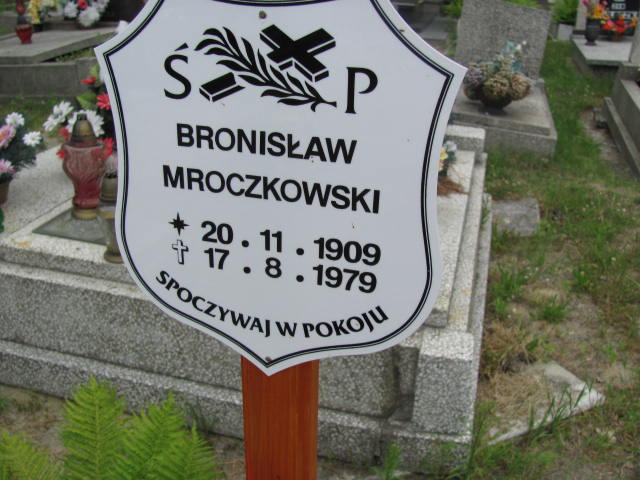 Ś P
BRONISŁAW
MROCZKOWSKI
20 . 11 . 1909
17 . 8 . 1979
SPOCZYWAJ W POKOJU